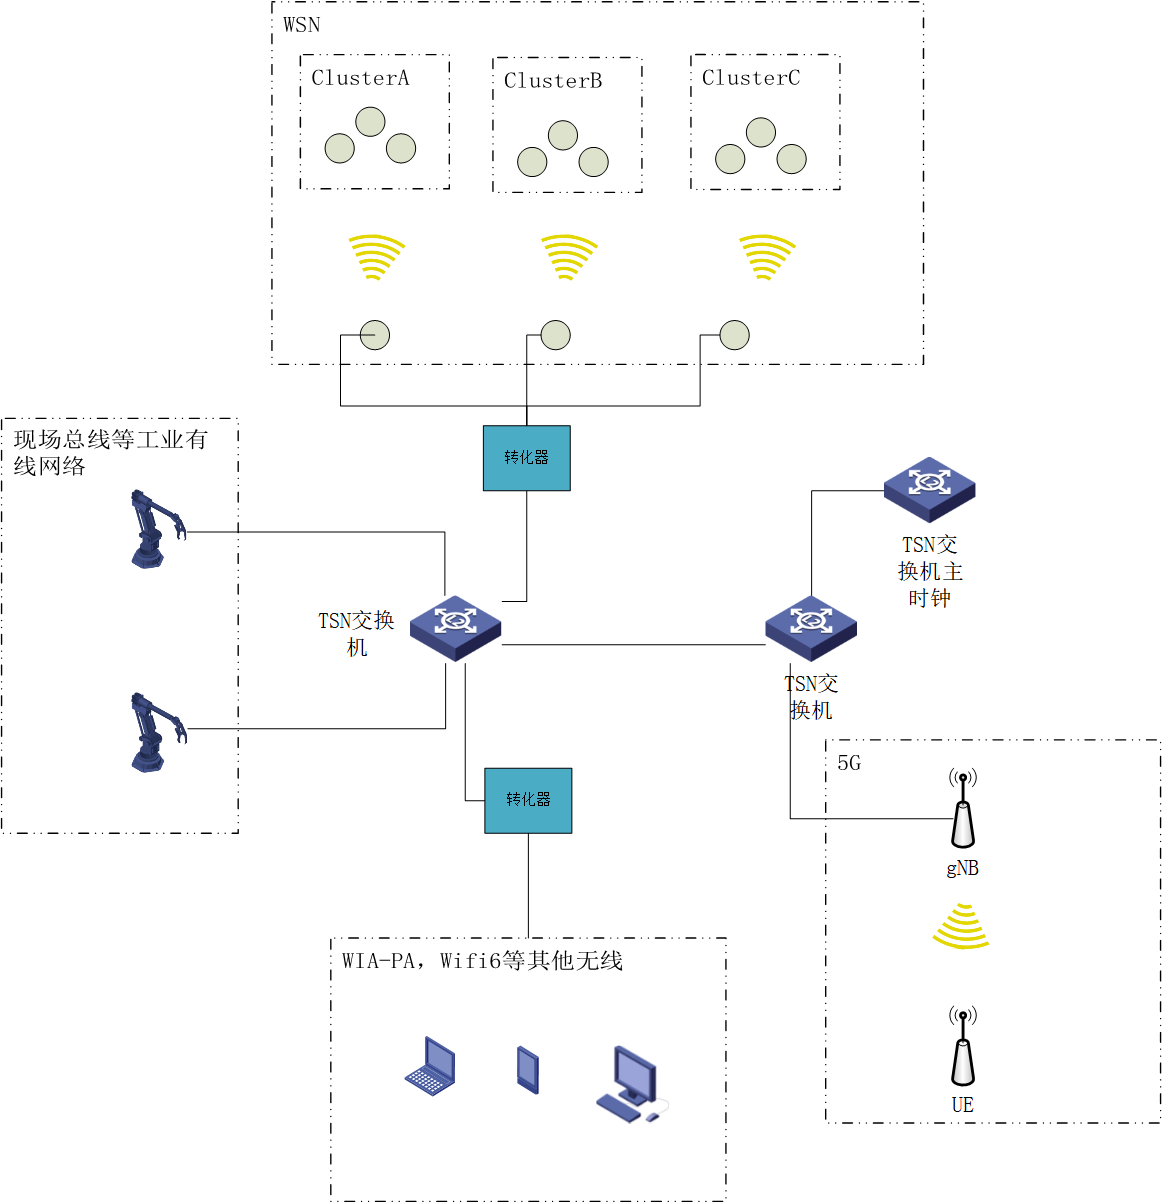 WSN
ClusterA
ClusterB
ClusterC
现场总线等工业有
线网络
转化器
TSN交
换机主
时钟
TSN交换
机
TSN交
换机
5G
转化器
gNB
WIA-PA，Wifi6等其他无线
UE